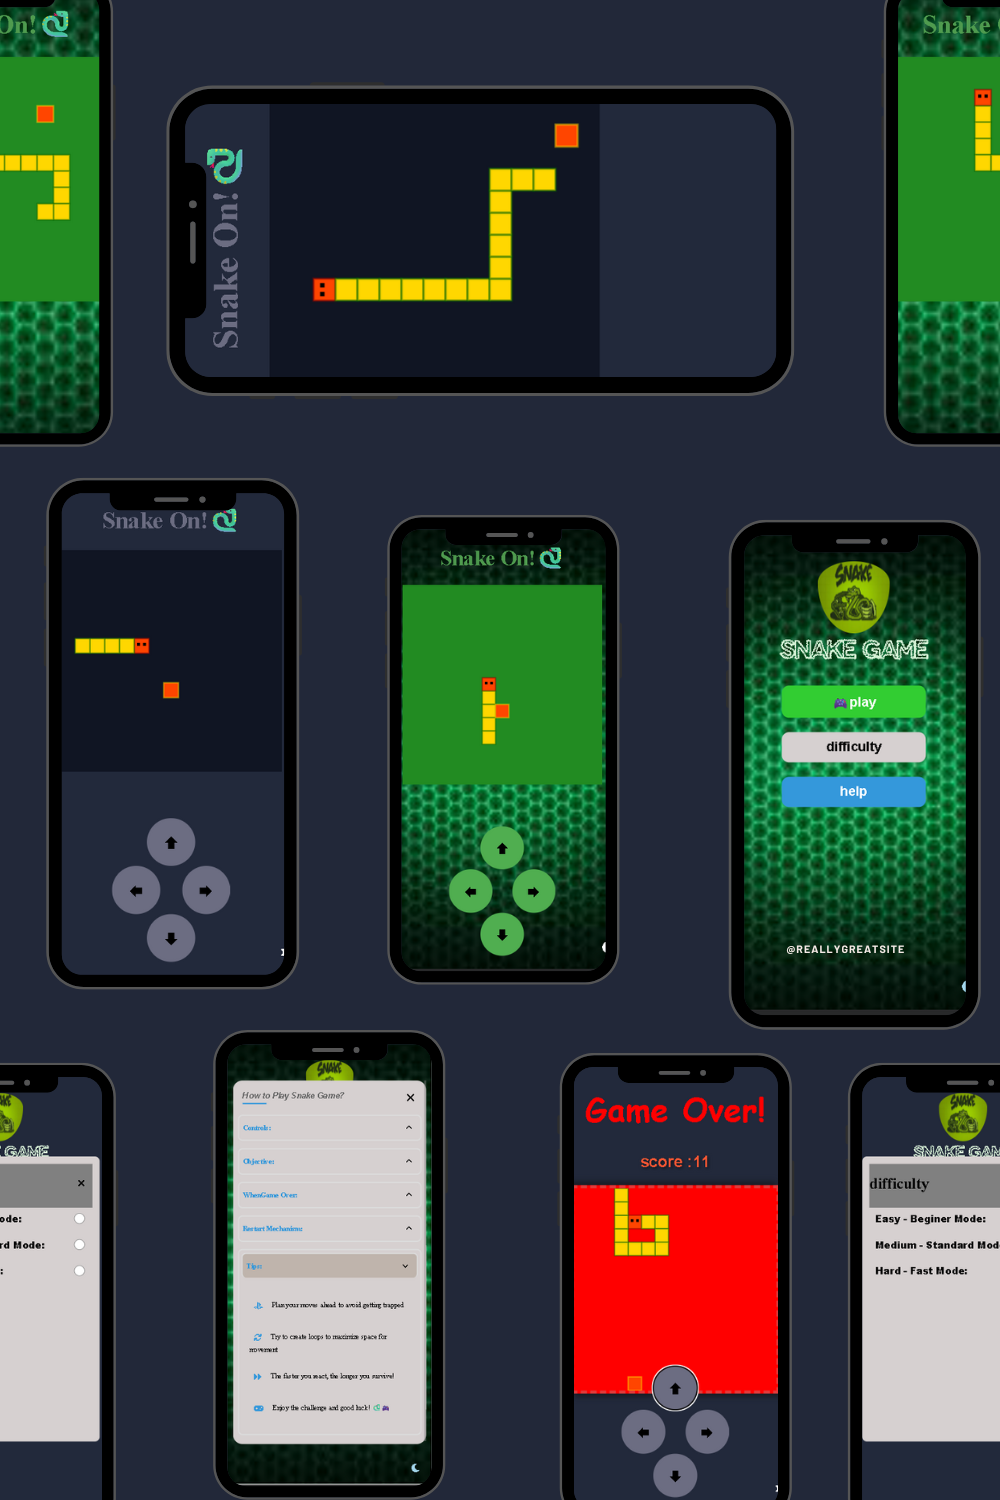 On!
Snake On!
Snake
Snake On!
Snake On!
SNAKE
SNAKE GAME
play
difficulty
help
@REALLYGREATSITE
GAME
ode:
rd Mode:
:
SNAKE
How to Play Snake Game?
Controls:
Objective:
WhenGame Over:
Restart Mechanism:
Tips:
Plan your moves ahead to avoid getting trapped
Try to create loops to maximize space for
movement
The faster you react, the longer you survive!
Enjoy the challenge and good luck!
Game Over!
score :11
SNAKE
SNAKE GAM
difficulty
Easy - Beginer Mode:
Medium - Standard Mod
Hard - Fast Mode: